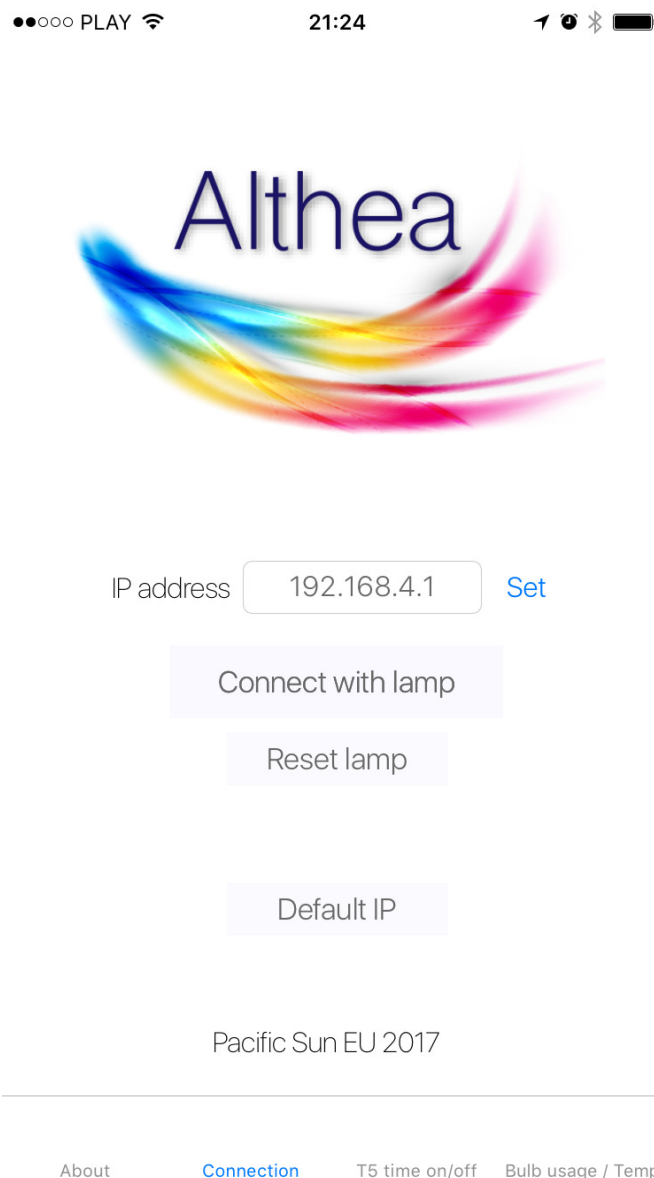 PLAY 21:24
Althea
IP address 192.168.4.1 Set
Connect with lamp
Reset lamp
Default IP
Pacific Sun EU 2017
About Connection T5 time on/off Bulb usage / Temp